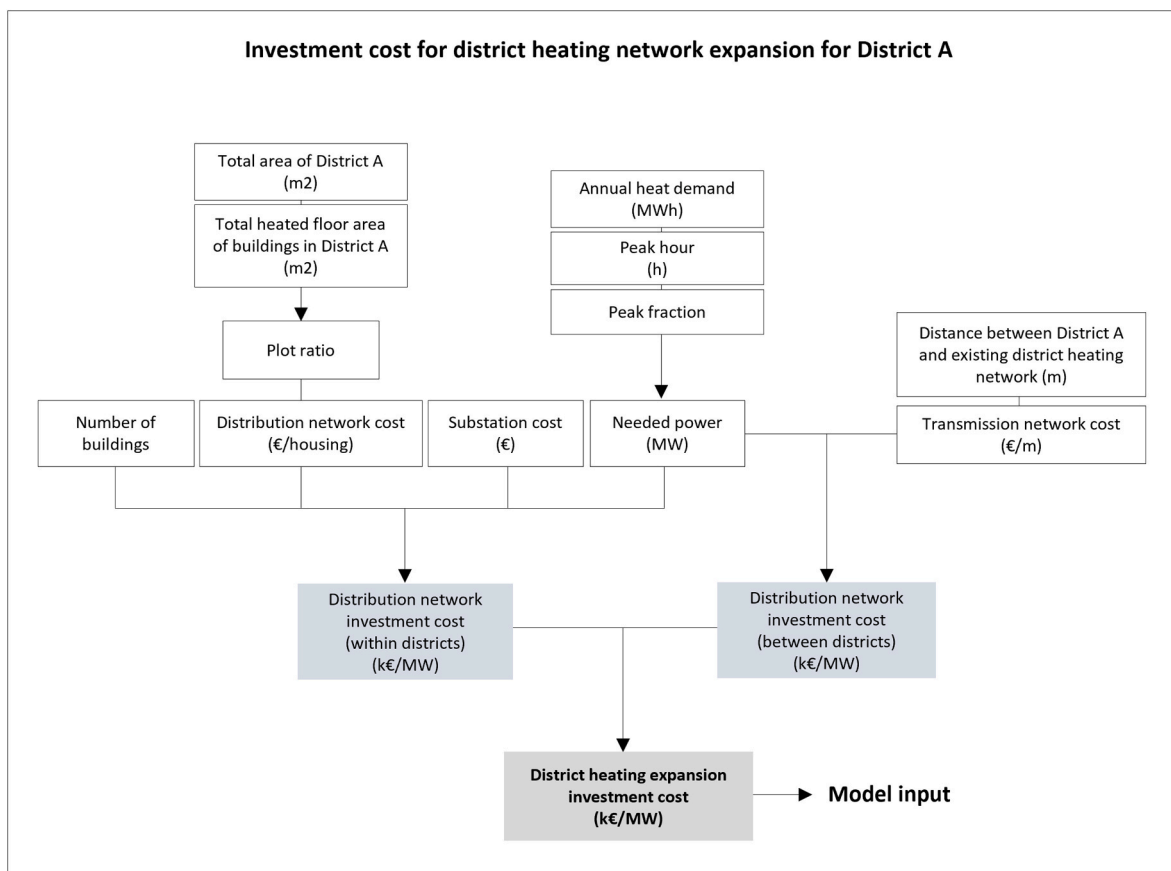 Investment cost for district heating network expansion for District A
Total area of District A
(m2)
Total heated floor area
of buildings in District A
(m2)
Plot ratio
Annual heat demand
(MWh)
Peak hour
(h)
Peak fraction
Distance between District A
and existing district heating
network (m)
Number of
buildings
Distribution network cost
(€/housing)
Substation cost
(€)
Needed power
(MW)
Transmission network cost
(€/m)
Distribution network
investment cost
(within districts)
(k€/MW)
Distribution network
investment cost
(between districts)
(k€/MW)
District heating expansion
investment cost
(k€/MW)
Model input